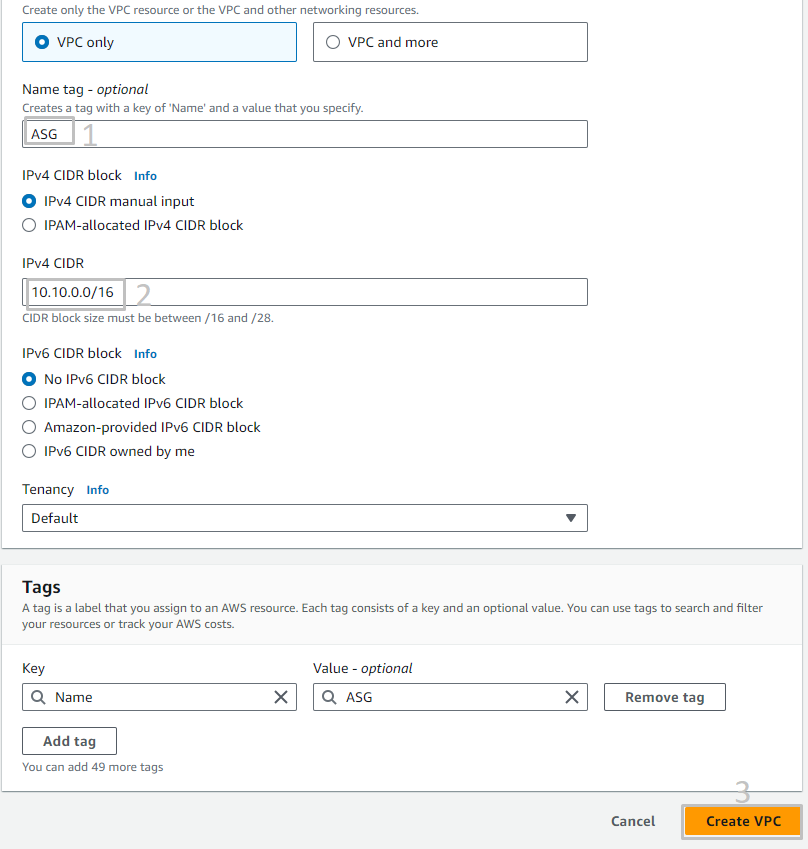 Create only the VPC resource or the VPC and other networking resources.
VPC only VPC and more
Name tag - optional
Creates a tag with a key of 'Name' and a value that you specify.
ASG 1
IPv4 CIDR block Info
IPv4 CIDR manual input
IPAM-allocated IPv4 CIDR block
IPv4 CIDR
10.10.0.0/16 2
CIDR block size must be between /16 and /28.
IPv6 CIDR block Info
No IPv6 CIDR block
IPAM-allocated IPv6 CIDR block
Amazon-provided IPv6 CIDR block
IPv6 CIDR owned by me
Tenancy Info
Default
Tags
A tag is a label that you assign to an AWS resource. Each tag consists of a key and an optional value. You can use tags to search and filter
your resources or track your AWS costs.
Key Value - optional
Name ASG Remove tag
Add tag
You can add 49 more tags
3
Cancel Create VPC